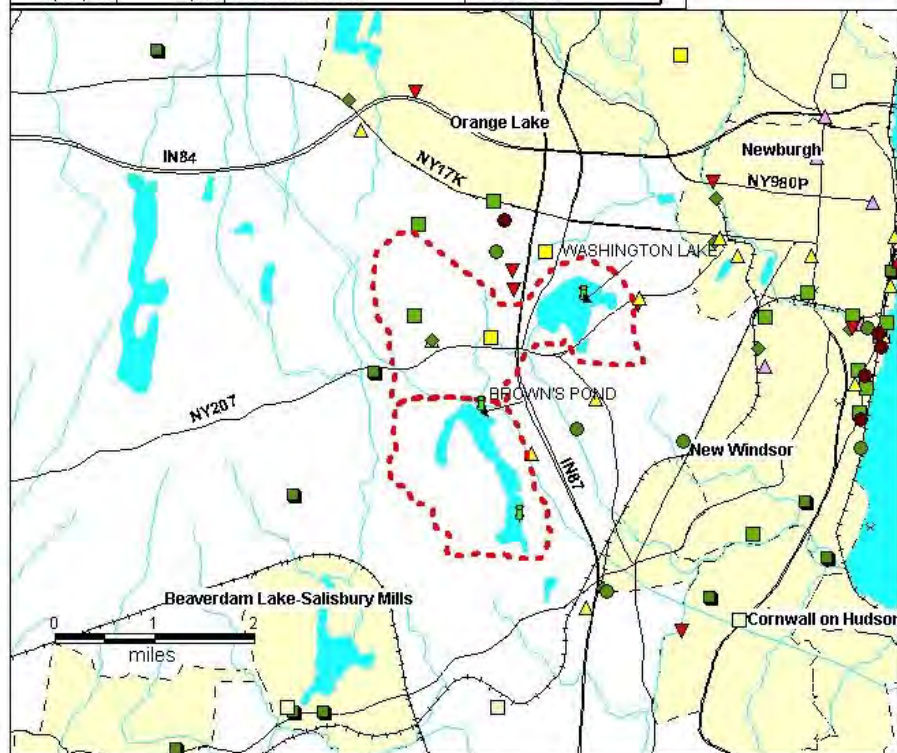 Orange Lake
IN84
Newburgh
NY17K
NY980P
WASHINGTON LAKE
NY207
BROWN'S POND
New Windsor
IN87
Beaverdam Lake-Salisbury Mills
0 1 2
miles
Cornwall on Hudson